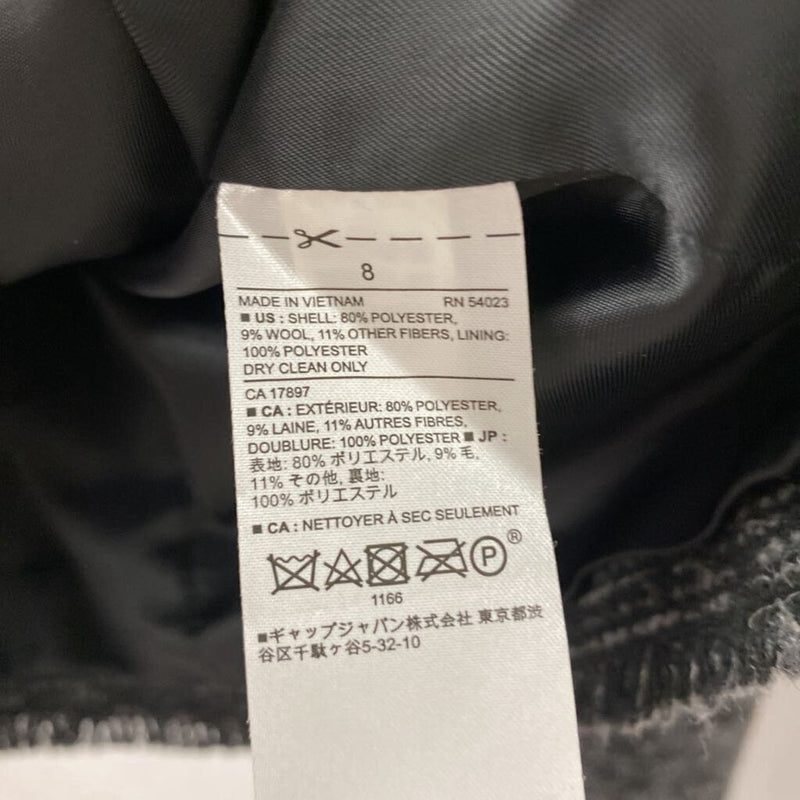 8
MADE IN VIETNAM RN 54023
■ US : SHELL: 80% POLYESTER,
9% WOOL, 11% OTHER FIBERS, LINING:
100% POLYESTER
DRY CLEAN ONLY
CA 17897
■ CA : EXTÉRIEUR: 80% POLYESTER,
9% LAINE, 11% AUTRES FIBRES,
DOUBLURE: 100% POLYESTER ■ JP :
表地: 80% ポリエステル, 9% 毛,
11% その他, 裏地:
100% ポリエステル
■ CA : NETTOYER À SEC SEULEMENT
P®
1166
■ギャップジャパン株式会社 東京都渋
谷区千駄ケ谷5-32-10